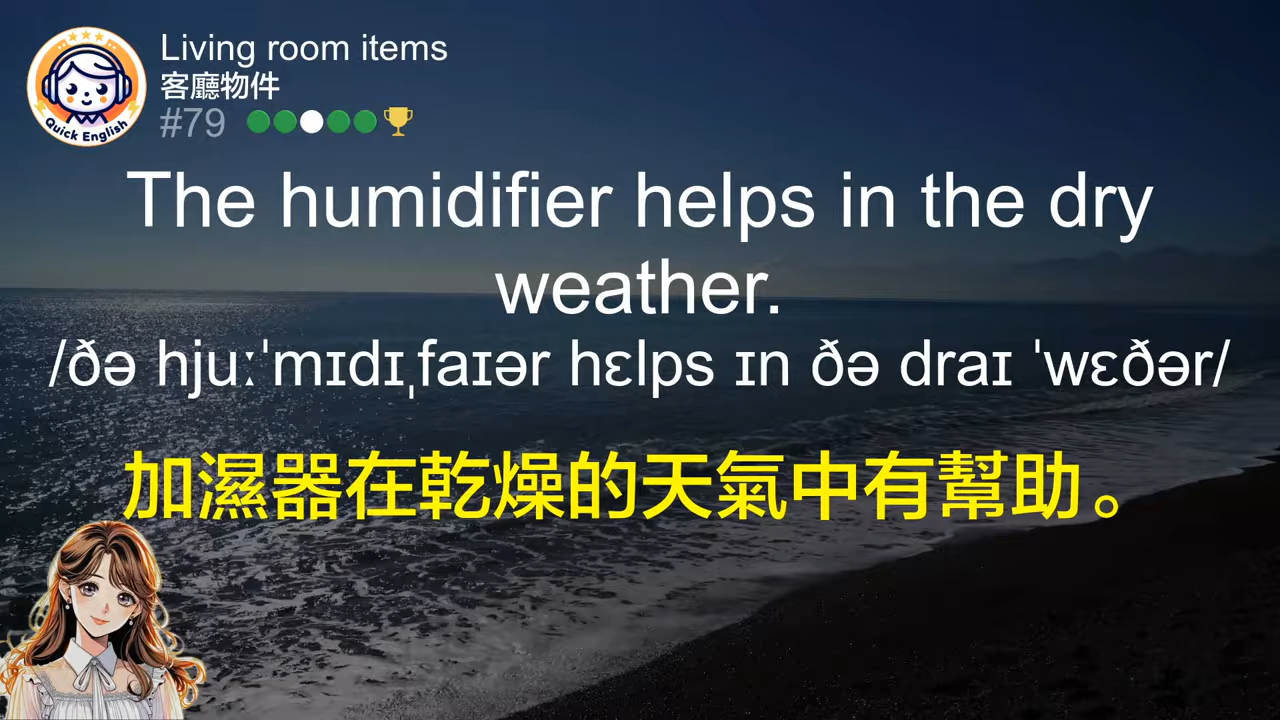 Living room items
客廳物件
#79
Quick English
The humidifier helps in the dry
weather.
/ðə hjuːˈmɪdɪˌfaɪər hɛlps ɪn ðə draɪ ˈwɛðər/
加濕器在乾燥的天氣中有幫助。